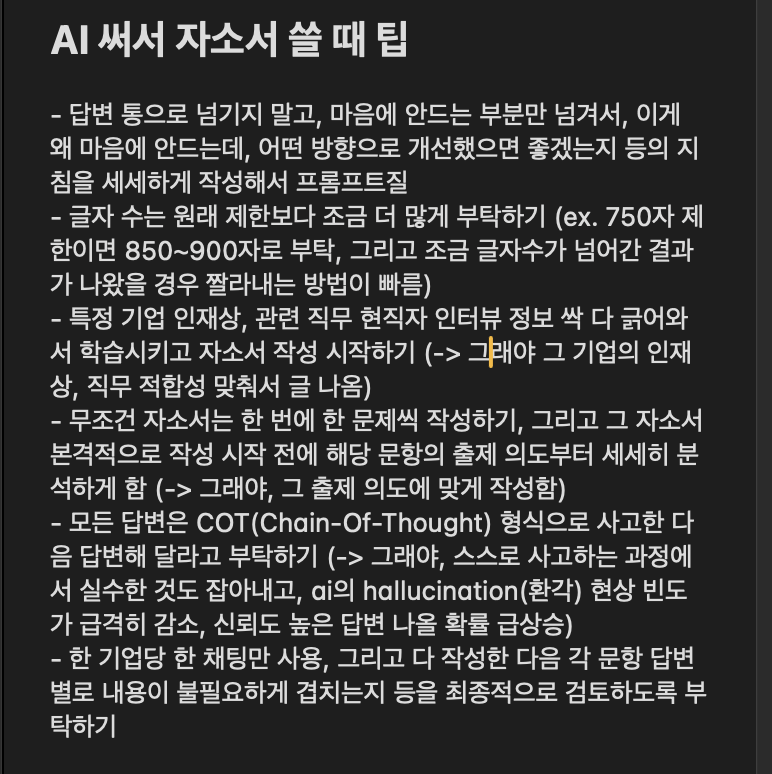 AI 써서 자소서 쓸 때 팁
- 답변 통으로 넘기지 말고, 마음에 안드는 부분만 넘겨서, 이게
왜 마음에 안드는데, 어떤 방향으로 개선했으면 좋겠는지 등의 지
침을 세세하게 작성해서 프롬프트질
- 글자 수는 원래 제한보다 조금 더 많게 부탁하기 (ex. 750자 제
한이면 850~900자로 부탁, 그리고 조금 글자수가 넘어간 결과
가 나왔을 경우 짤라내는 방법이 빠름)
- 특정 기업 인재상, 관련 직무 현직자 인터뷰 정보 싹 다 긁어와
서 학습시키고 자소서 작성 시작하기 (-> 그래야 그 기업의 인재
상, 직무 적합성 맞춰서 글 나옴)
- 무조건 자소서는 한 번에 한 문제씩 작성하기, 그리고 그 자소서
본격적으로 작성 시작 전에 해당 문항의 출제 의도부터 세세히 분
석하게 함 (-> 그래야, 그 출제 의도에 맞게 작성함)
- 모든 답변은 COT(Chain-Of-Thought) 형식으로 사고한 다
음 답변해 달라고 부탁하기 (-> 그래야, 스스로 사고하는 과정에
서 실수한 것도 잡아내고, ai의 hallucination(환각) 현상 빈도
가 급격히 감소, 신뢰도 높은 답변 나올 확률 급상승)
- 한 기업당 한 채팅만 사용, 그리고 다 작성한 다음 각 문항 답변
별로 내용이 불필요하게 겹치는지 등을 최종적으로 검토하도록 부
탁하기